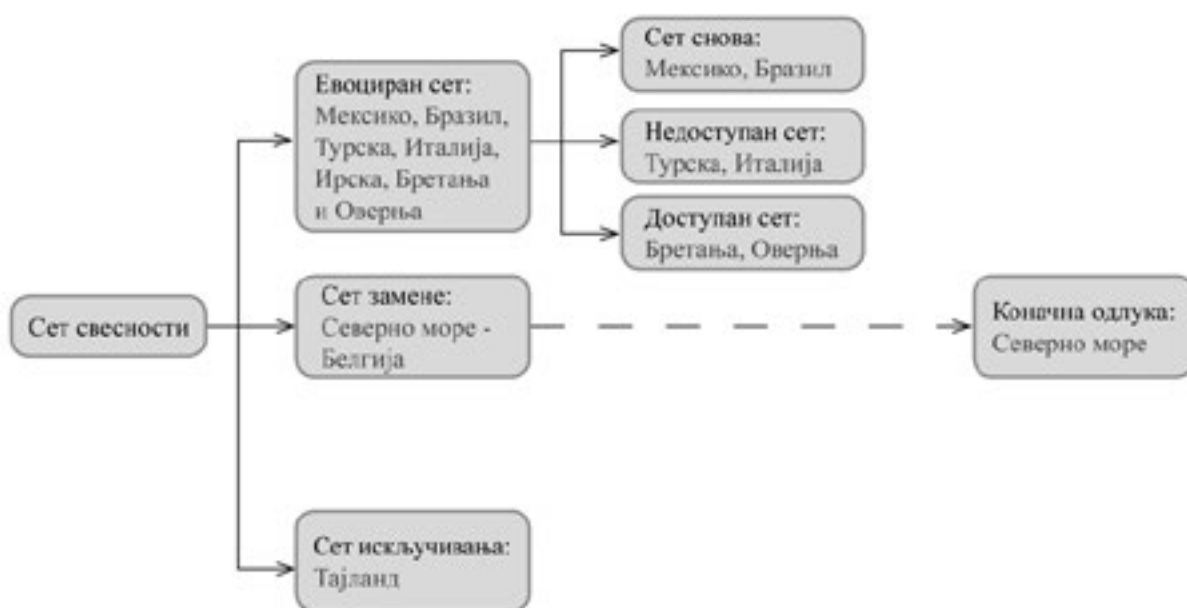 Сет свесности
Евоциран сет:
Мексико, Бразил,
Турска, Италија,
Ирска, Бретања
и Оверња
Сет снова:
Мексико, Бразил
Недоступан сет:
Турска, Италија
Доступан сет:
Бретања, Оверња
Сет замене:
Северно море -
Белгија
Коначна одлука:
Северно море
Сет искључивања:
Тајланд